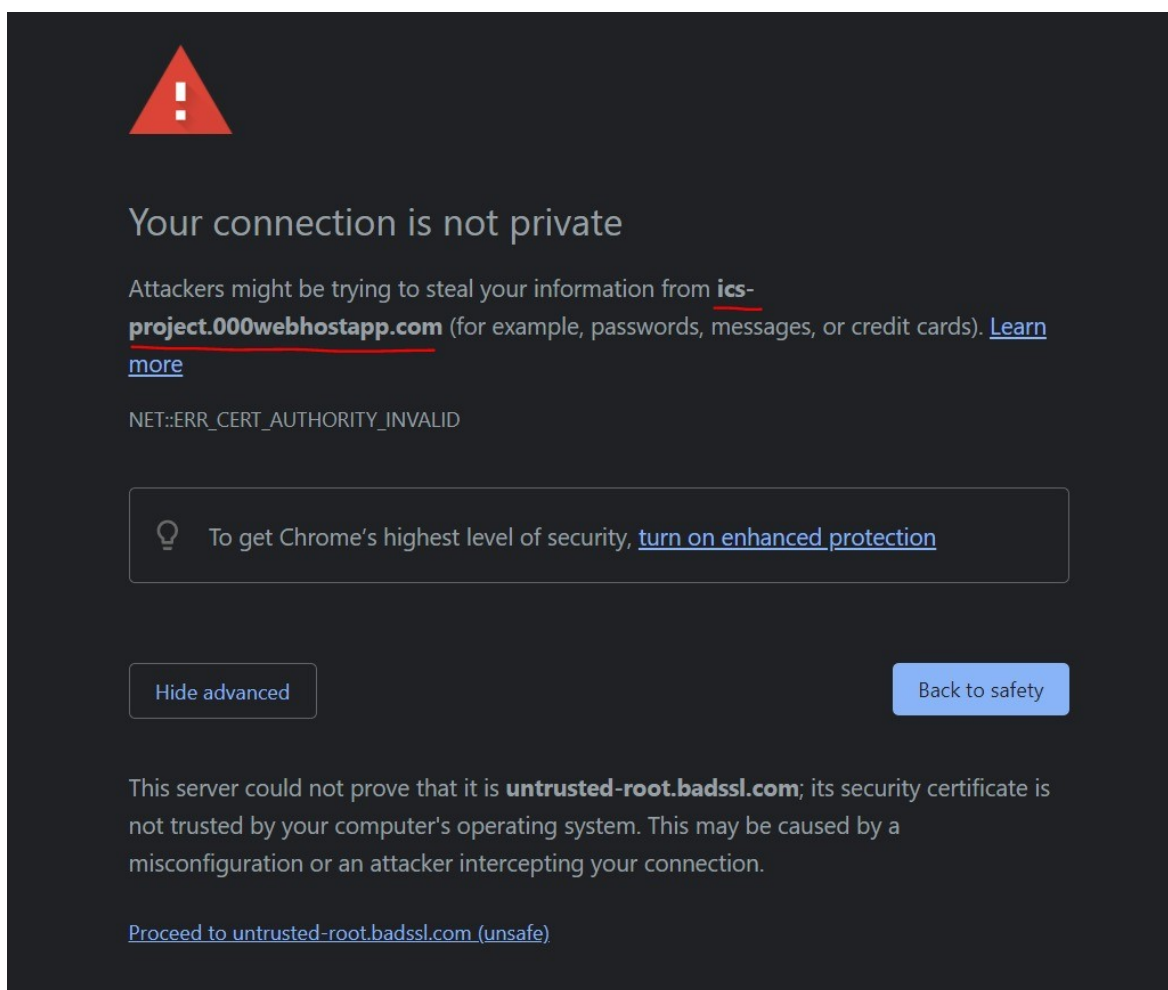 Your connection is not private
Attackers might be trying to steal your information from ics-
project.000webhostapp.com (for example, passwords, messages, or credit cards). Learn
more
NET::ERR_CERT_AUTHORITY_INVALID
To get Chrome’s highest level of security, turn on enhanced protection
Hide advanced
Back to safety
This server could not prove that it is untrusted-root.badssl.com; its security certificate is
not trusted by your computer's operating system. This may be caused by a
misconfiguration or an attacker intercepting your connection.
Proceed to untrusted-root.badssl.com (unsafe)